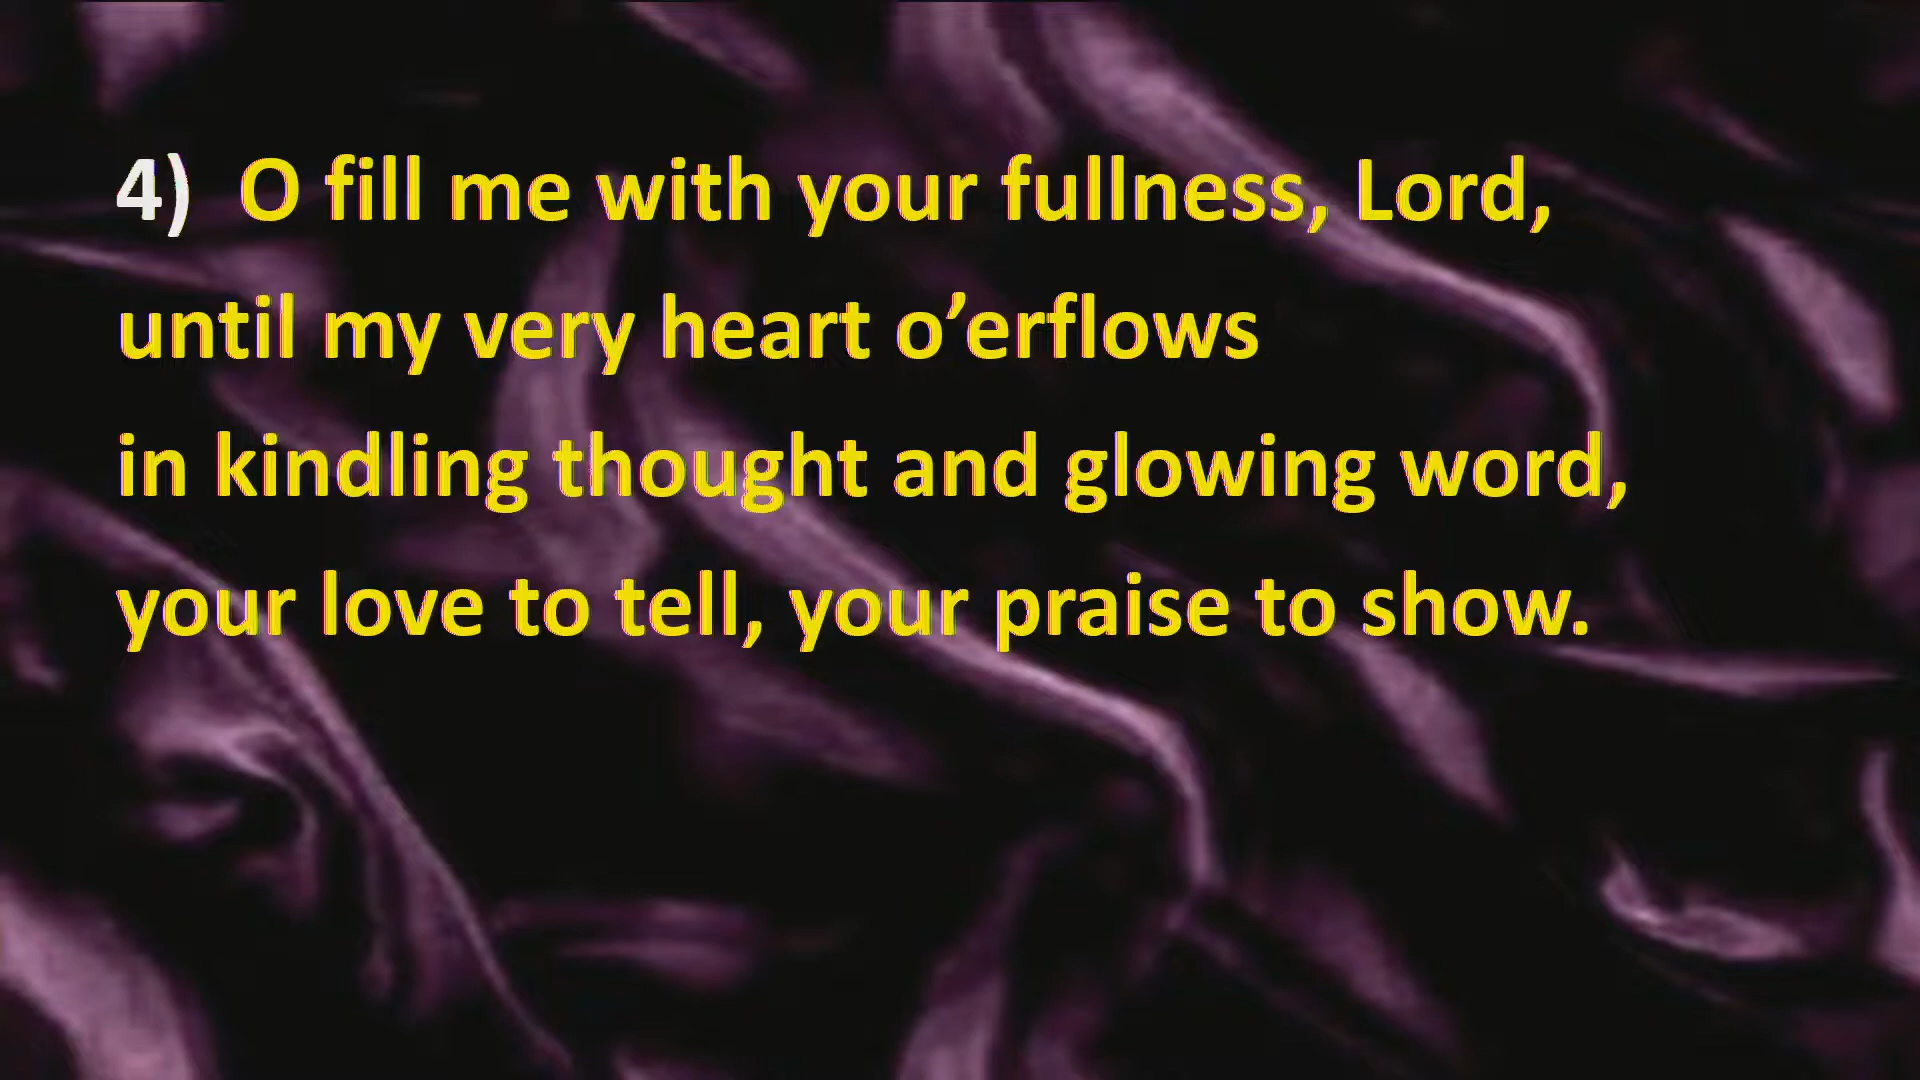 4) O fill me with your fullness, Lord,
until my very heart o’erflows
in kindling thought and glowing word,
your love to tell, your praise to show.